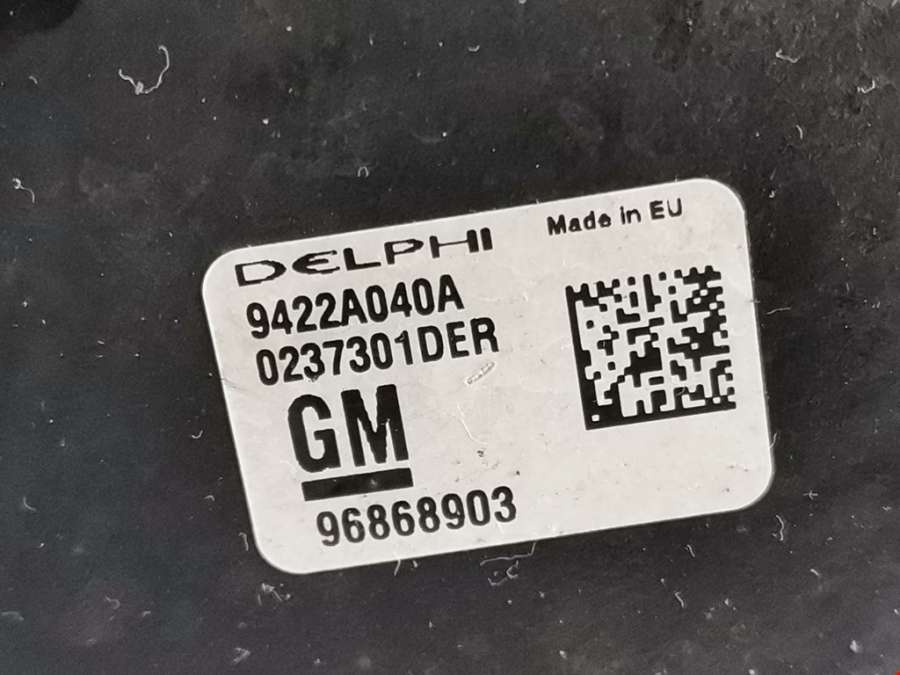 DELPHI
Made in EU
9422A040A
0237301DER
GM
96868903